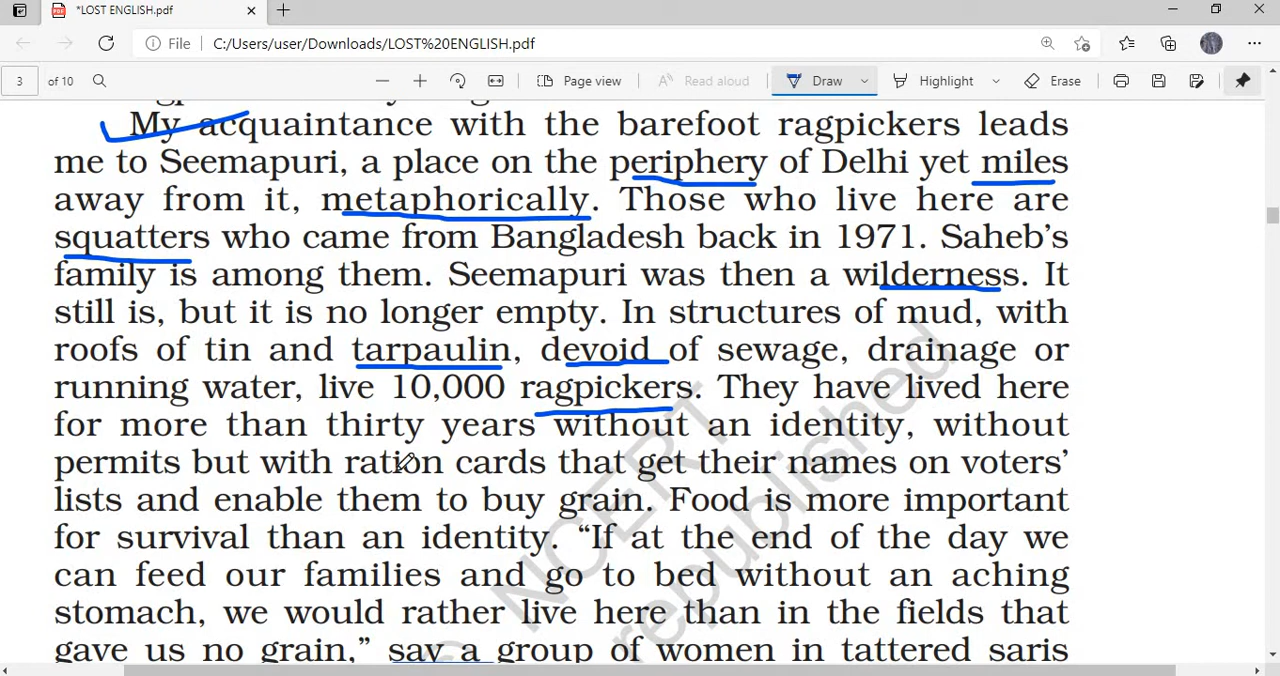 *LOST ENGLISH.pdf
File C:/Users/user/Downloads/LOST%20ENGLISH.pdf
3 of 10 Page view Read aloud Draw Highlight Erase
My acquaintance with the barefoot ragpickers leads
me to Seemapuri, a place on the periphery of Delhi yet miles
away from it, metaphorically. Those who live here are
squatters who came from Bangladesh back in 1971. Saheb’s
family is among them. Seemapuri was then a wilderness. It
still is, but it is no longer empty. In structures of mud, with
roofs of tin and tarpaulin, devoid of sewage, drainage or
running water, live 10,000 ragpickers. They have lived here
for more than thirty years without an identity, without
permits but with ration cards that get their names on voters’
lists and enable them to buy grain. Food is more important
for survival than an identity. “If at the end of the day we
can feed our families and go to bed without an aching
stomach, we would rather live here than in the fields that
gave us no grain,” say a group of women in tattered saris
NCERT
republished